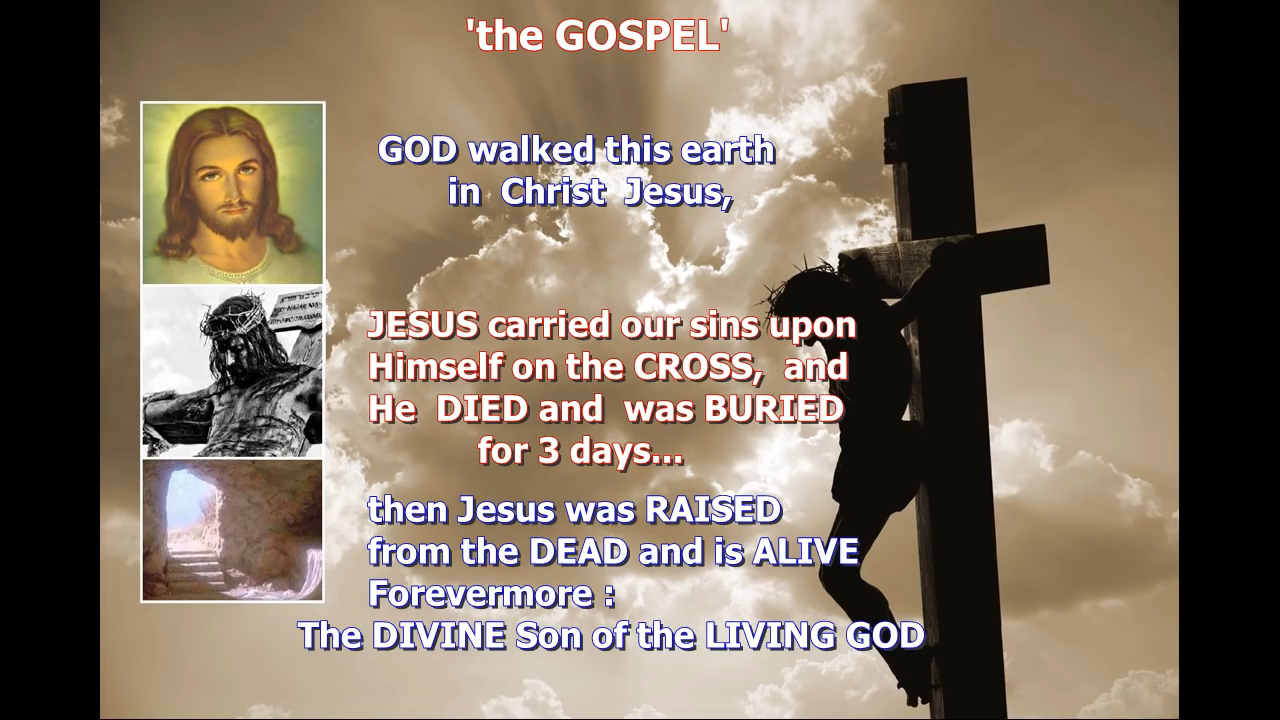 'the GOSPEL'
GOD walked this earth
in Christ Jesus,
JESUS carried our sins upon
Himself on the CROSS, and
He DIED and was BURIED
for 3 days...
then Jesus was RAISED
from the DEAD and is ALIVE
Forevermore :
The DIVINE Son of the LIVING GOD